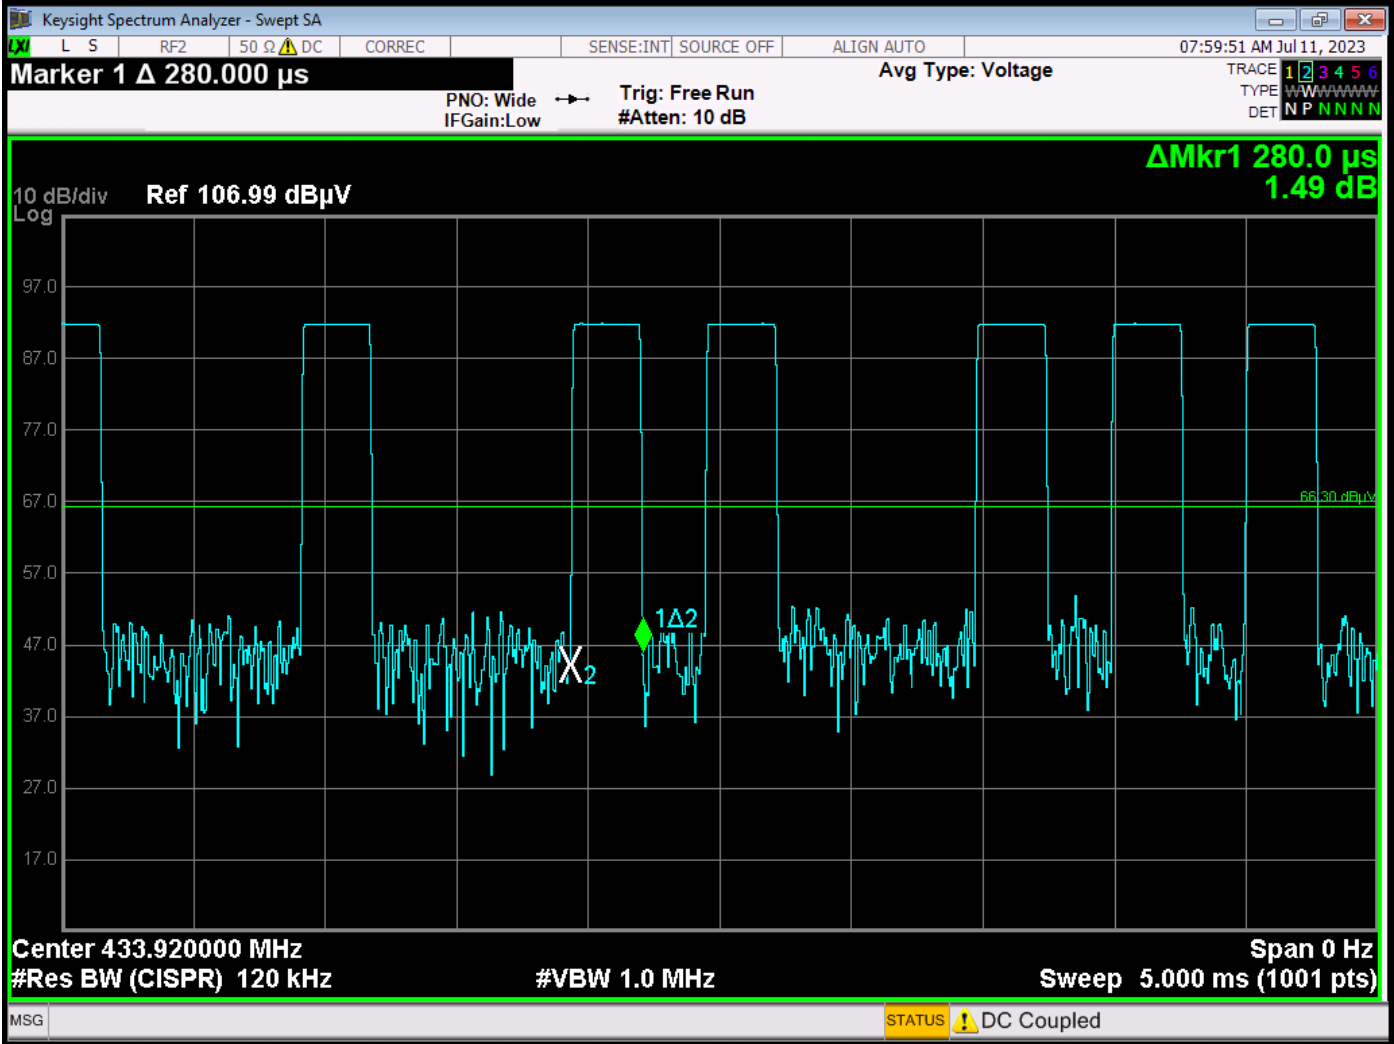 Keysight Spectrum Analyzer - Swept SA
LXI L S RF2 50 Ω DC CORREC SENSE:INT SOURCE OFF ALIGN AUTO 07:59:51 AM Jul 11, 2023
Marker 1 Δ 280.000 µs
PNO: Wide
IFGain:Low
Trig: Free Run
#Atten: 10 dB
Avg Type: Voltage
TRACE 1 2 3 4 5 6
TYPE WWWWWW
DET N P N N N N
ΔMkr1 280.0 µs
1.49 dB
10 dB/div
Log
Ref 106.99 dBµV
97.0
87.0
77.0
67.0
66.30 dBµV
57.0
47.0
1Δ2
X2
37.0
27.0
17.0
Center 433.920000 MHz
Span 0 Hz
#Res BW (CISPR) 120 kHz
#VBW 1.0 MHz
Sweep 5.000 ms (1001 pts)
MSG
STATUS
DC Coupled